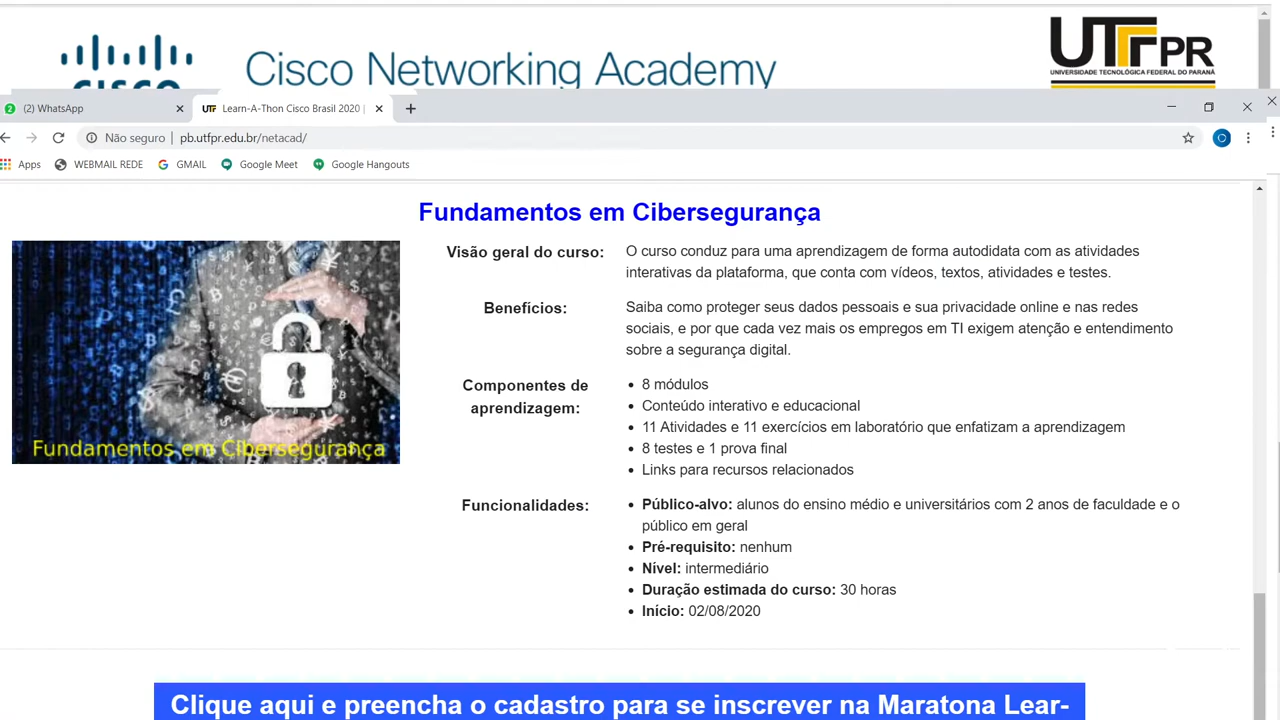 Cisco Networking Academy
UTFPR
UNIVERSIDADE TECNOLÓGICA FEDERAL DO PARANÁ
CISCO
2 (2) WhatsApp
UTF Learn-A-Thon Cisco Brasil 2020 |
Não seguro | pb.utfpr.edu.br/netacad/
Apps WEBMAIL REDE GMAIL Google Meet Google Hangouts
Fundamentos em Cibersegurança
Visão geral do curso: O curso conduz para uma aprendizagem de forma autodidata com as atividades
interativas da plataforma, que conta com vídeos, textos, atividades e testes.
Benefícios: Saiba como proteger seus dados pessoais e sua privacidade online e nas redes
sociais, e por que cada vez mais os empregos em TI exigem atenção e entendimento
sobre a segurança digital.
Componentes de
aprendizagem:
• 8 módulos
• Conteúdo interativo e educacional
• 11 Atividades e 11 exercícios em laboratório que enfatizam a aprendizagem
• 8 testes e 1 prova final
• Links para recursos relacionados
Fundamentos em Cibersegurança
Funcionalidades:
• Público-alvo: alunos do ensino médio e universitários com 2 anos de faculdade e o
público em geral
• Pré-requisito: nenhum
• Nível: intermediário
• Duração estimada do curso: 30 horas
• Início: 02/08/2020
Clique aqui e preencha o cadastro para se inscrever na Maratona Lear-